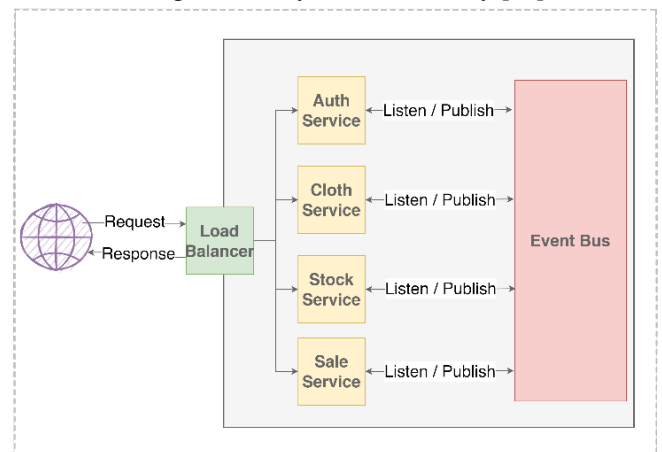 Request
Response
Load
Balancer
Auth
Service
Listen / Publish
Cloth
Service
Listen / Publish
Stock
Service
Listen / Publish
Sale
Service
Listen / Publish
Event Bus